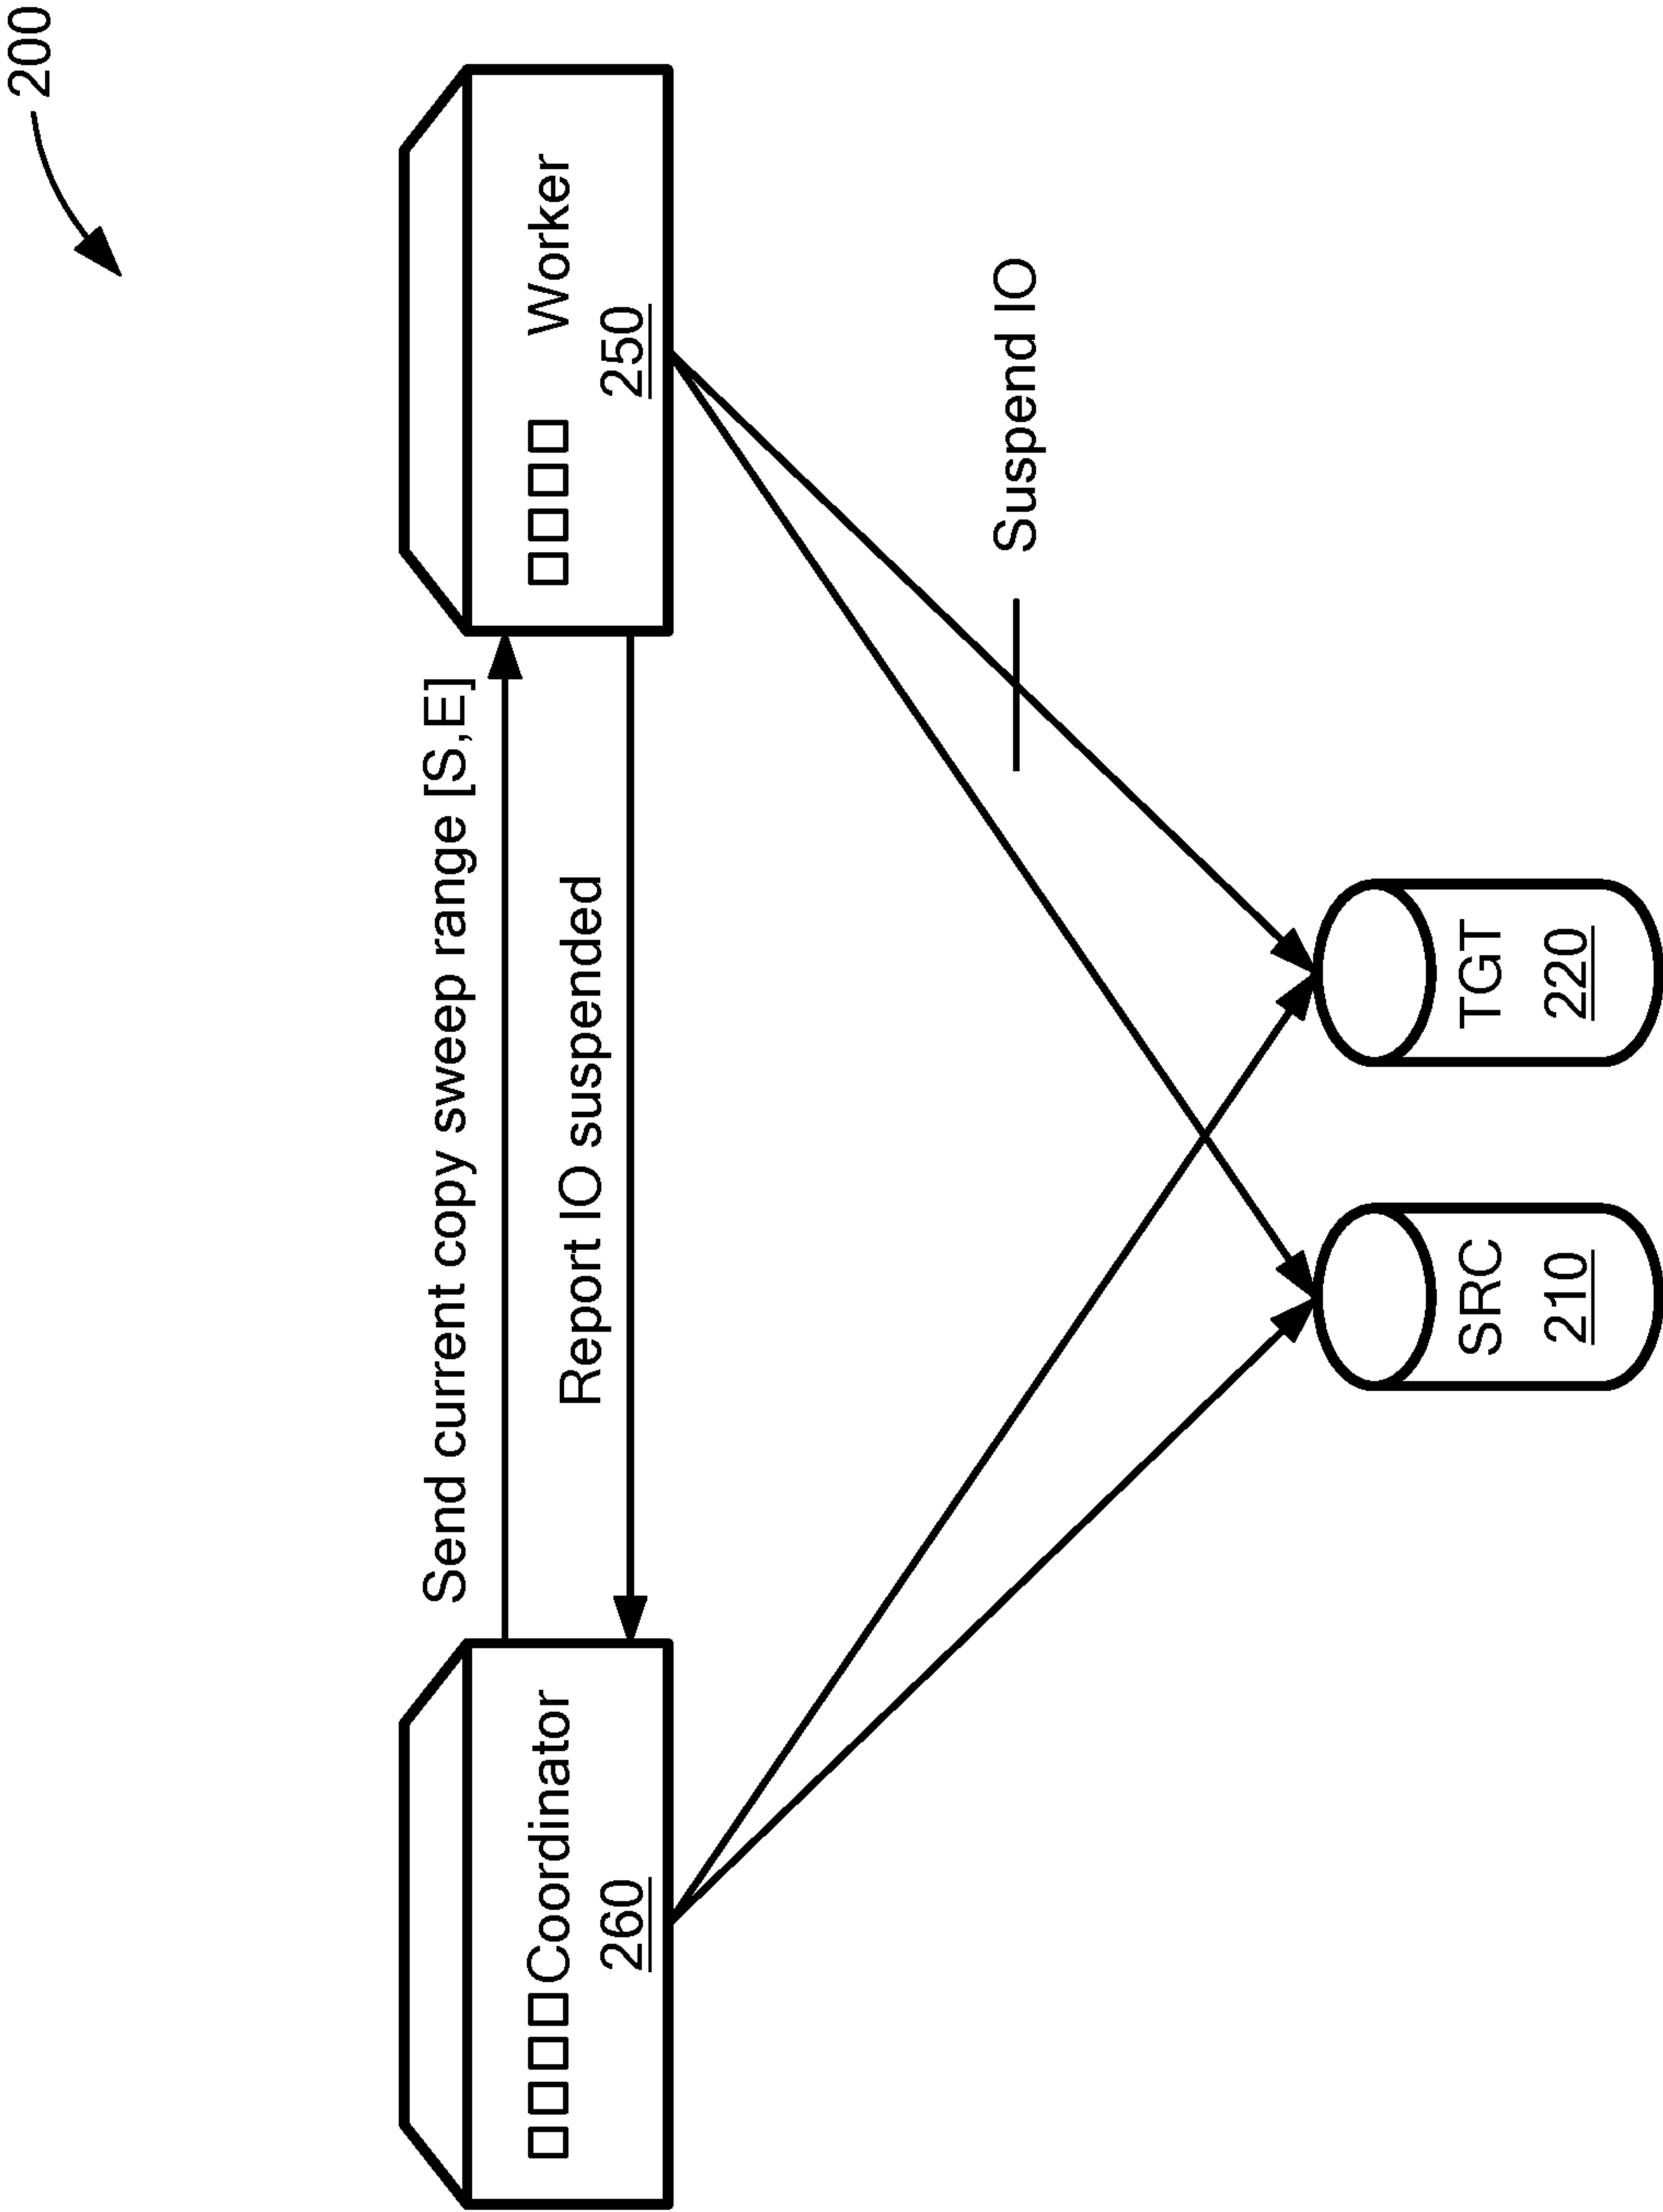 200
Send current copy sweep range [S,E]
Coordinator
260
Worker
250
Report IO suspended
Suspend IO
SRC
210
TGT
220